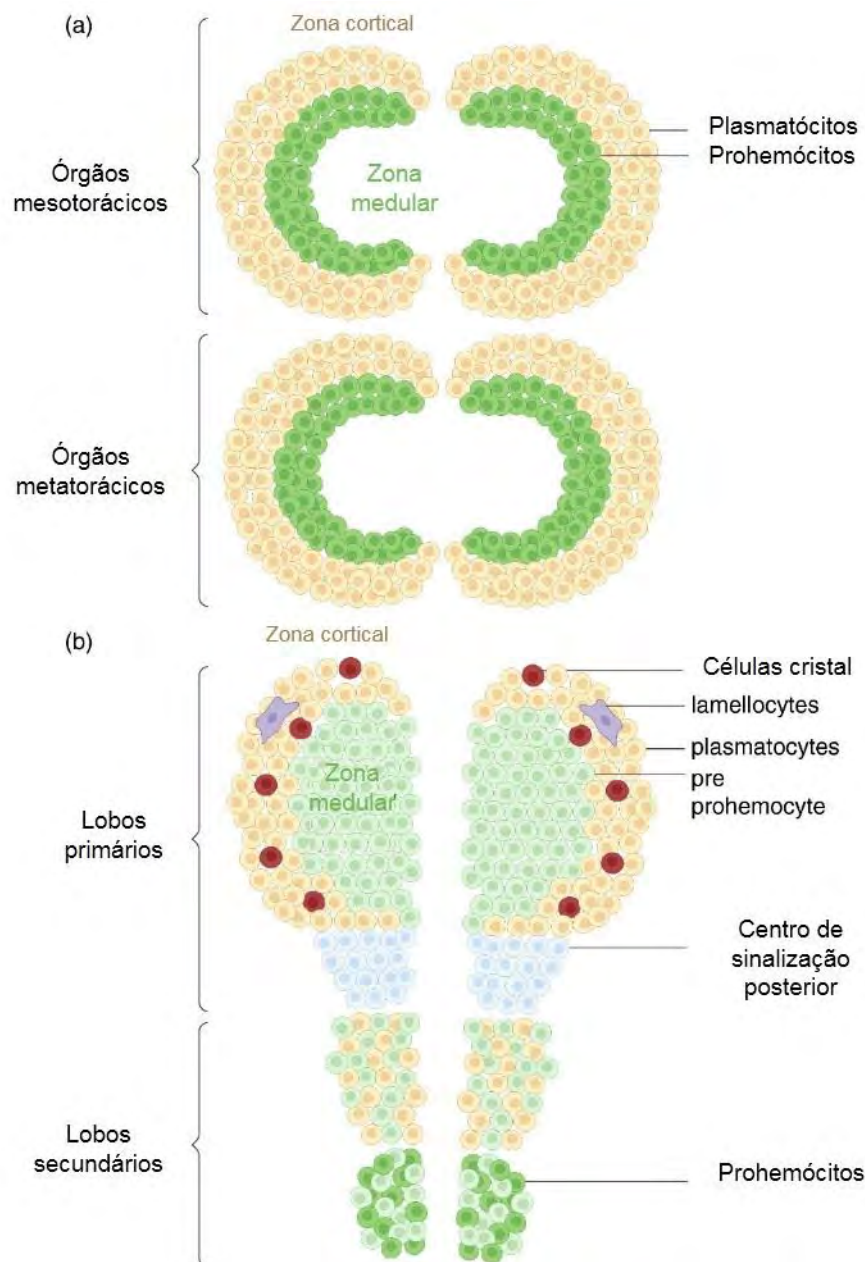 (a)
Zona cortical
Plasmatócitos
Prohemócitos
Órgãos
mesotorácicos
Zona
medular
Órgãos
metatorácicos
(b)
Zona cortical
Células cristal
lamellocytes
plasmatocytes
pre
prohemocyte
Zona
medular
Lobos
primários
Centro de
sinalização
posterior
Lobos
secundários
Prohemócitos